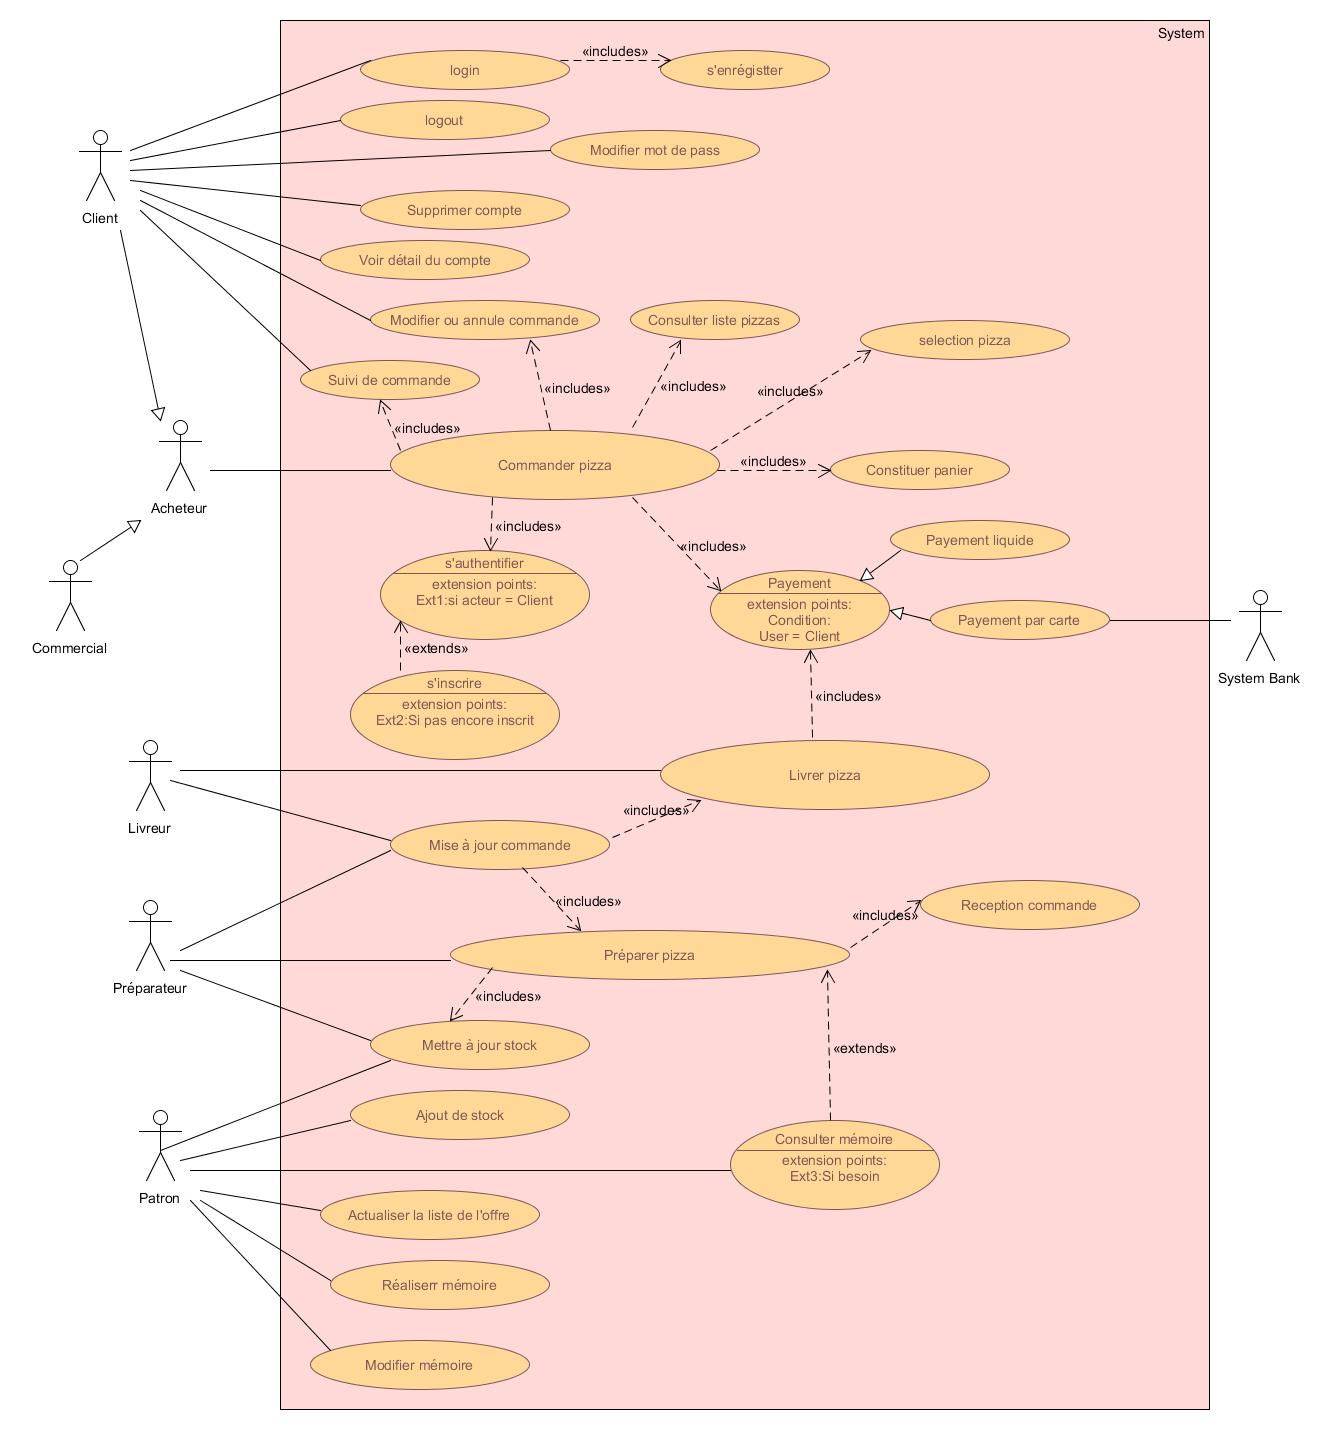 System
«includes»
login
s'enrégistter
logout
Modifier mot de pass
Client
Supprimer compte
Voir détail du compte
Modifier ou annule commande
Consulter liste pizzas
selection pizza
Suivi de commande
«includes»
«includes»
«includes»
«includes»
Commander pizza
«includes»
Constituer panier
Acheteur
«includes»
«includes»
Payement liquide
s'authentifier
extension points:
Ext1:si acteur = Client
Payement
extension points:
Condition:
User = Client
Payement par carte
Commercial
«extends»
System Bank
s'inscrire
extension points:
Ext2:Si pas encore inscrit
«includes»
Livrer pizza
Livreur
«includes»
Mise à jour commande
«includes»
Reception commande
«includes»
Préparer pizza
Préparateur
«includes»
Mettre à jour stock
«extends»
Ajout de stock
Consulter mémoire
extension points:
Ext3:Si besoin
Patron
Actualiser la liste de l'offre
Réaliserr mémoire
Modifier mémoire